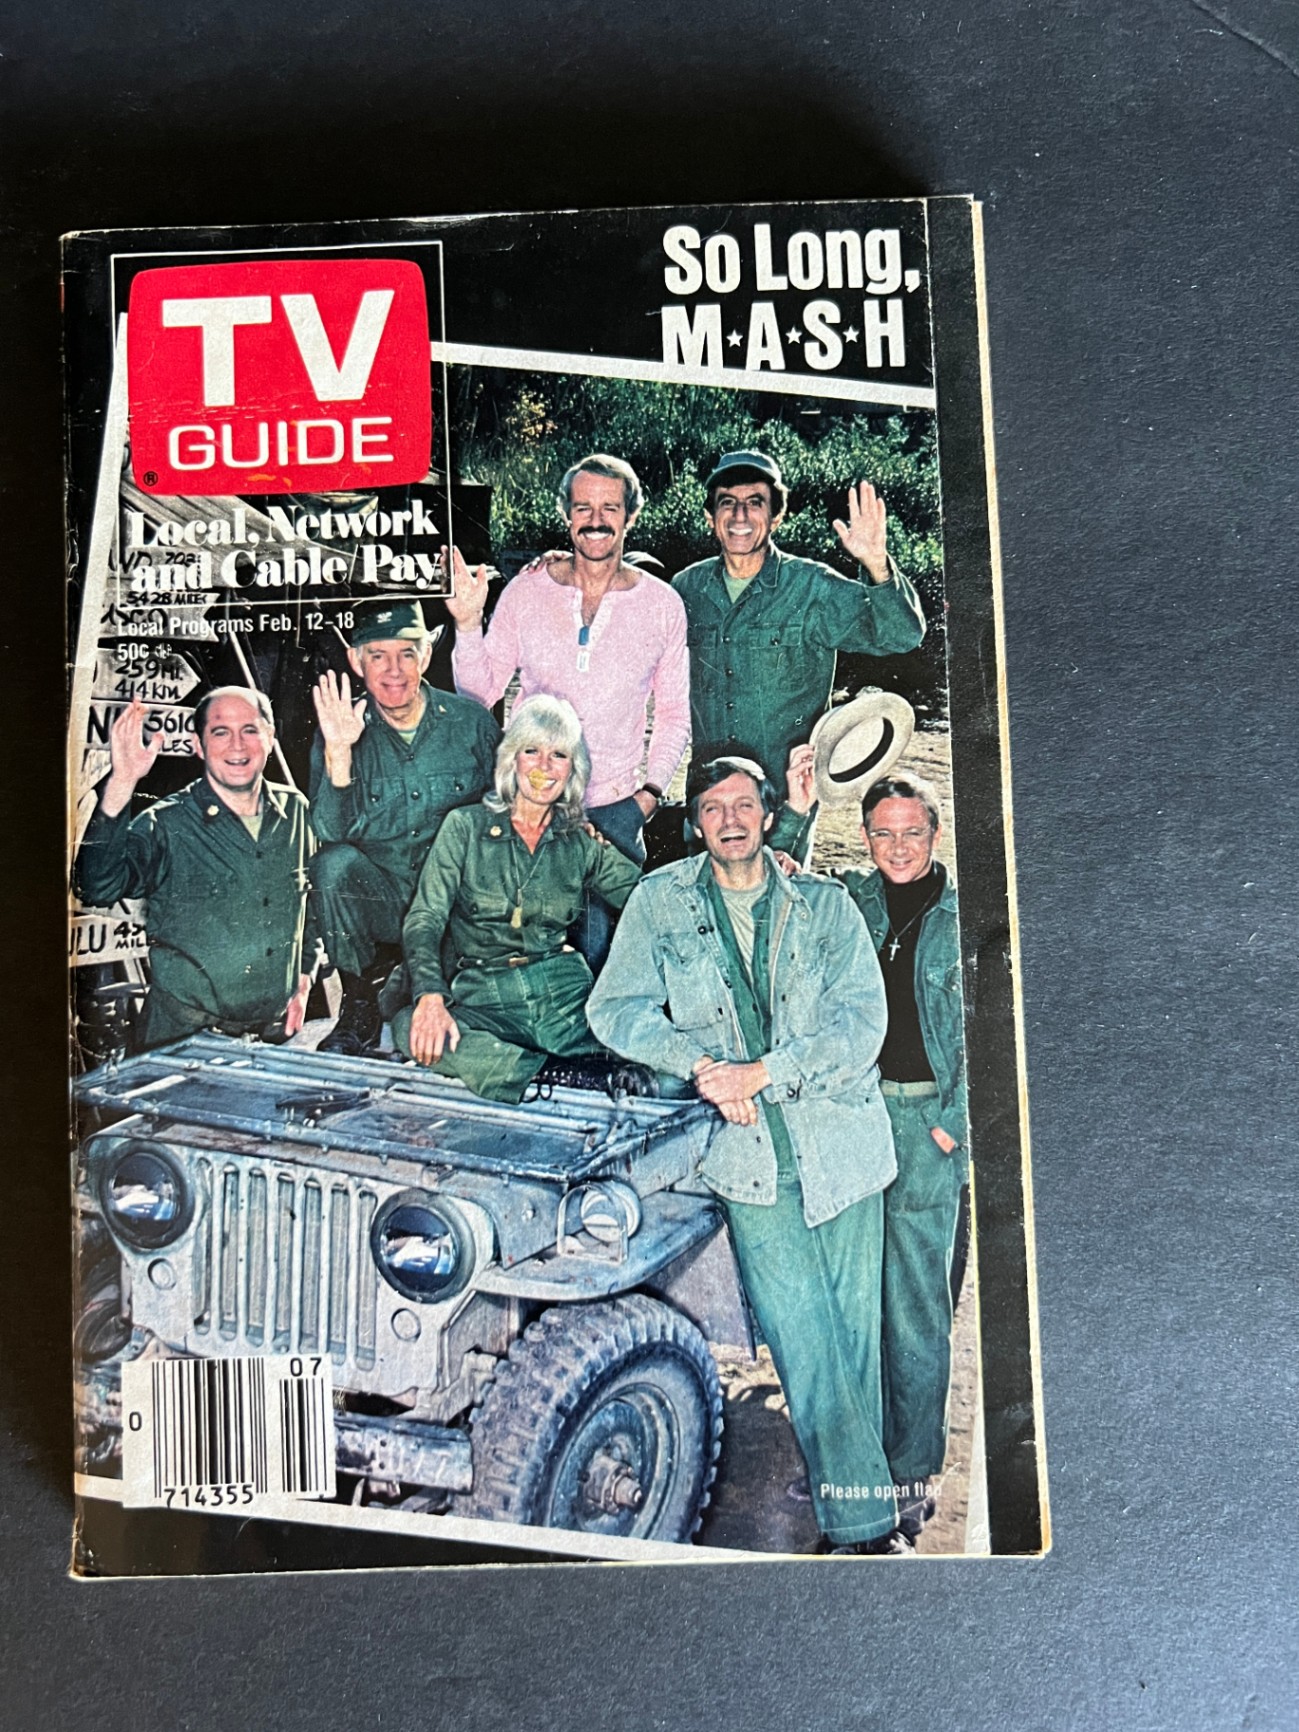 So Long,
M*A*S*H
TV
GUIDE
®
Local, Network
and Cable/Pay
5428 MILES
Local Programs Feb. 12-18
50¢
259 MI.
414 KM
5610
MILES
Please open flap
07
0
714355